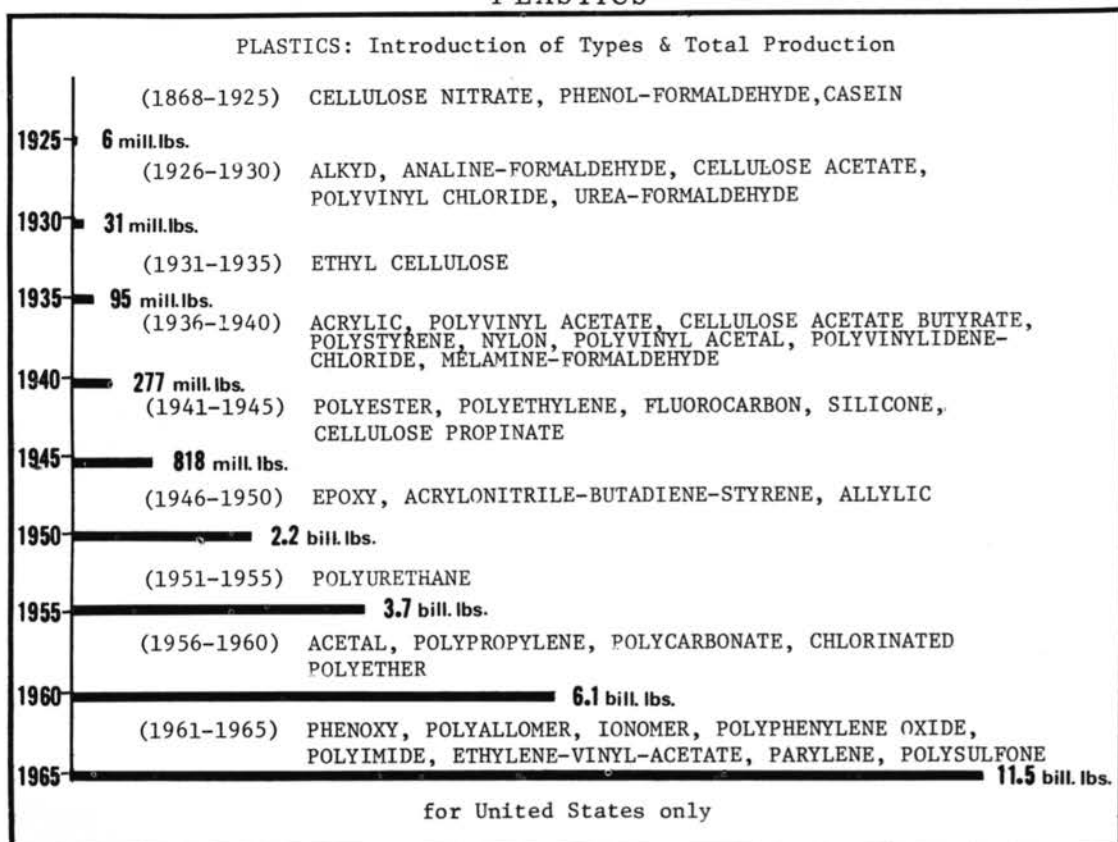 PLASTICS
PLASTICS: Introduction of Types & Total Production
(1868-1925) CELLULOSE NITRATE, PHENOL-FORMALDEHYDE,CASEIN
1925 6 mill.lbs.
(1926-1930) ALKYD, ANALINE-FORMALDEHYDE, CELLULOSE ACETATE,
POLYVINYL CHLORIDE, UREA-FORMALDEHYDE
1930 31 mill.lbs.
(1931-1935) ETHYL CELLULOSE
1935 95 mill.lbs.
(1936-1940) ACRYLIC, POLYVINYL ACETATE, CELLULOSE ACETATE BUTYRATE,
POLYSTYRENE, NYLON, POLYVINYL ACETAL, POLYVINYLIDENE-
CHLORIDE, MELAMINE-FORMALDEHYDE
1940 277 mill.lbs.
(1941-1945) POLYESTER, POLYETHYLENE, FLUOROCARBON, SILICONE,
CELLULOSE PROPINATE
1945 818 mill. lbs.
(1946-1950) EPOXY, ACRYLONITRILE-BUTADIENE-STYRENE, ALLYLIC
1950 2.2 bill. lbs.
(1951-1955) POLYURETHANE
1955 3.7 bill. lbs.
(1956-1960) ACETAL, POLYPROPYLENE, POLYCARBONATE, CHLORINATED
POLYETHER
1960 6.1 bill. lbs.
(1961-1965) PHENOXY, POLYALLOMER, IONOMER, POLYPHENYLENE OXIDE,
POLYIMIDE, ETHYLENE-VINYL-ACETATE, PARYLENE, POLYSULFONE
1965 11.5 bill. lbs.
for United States only